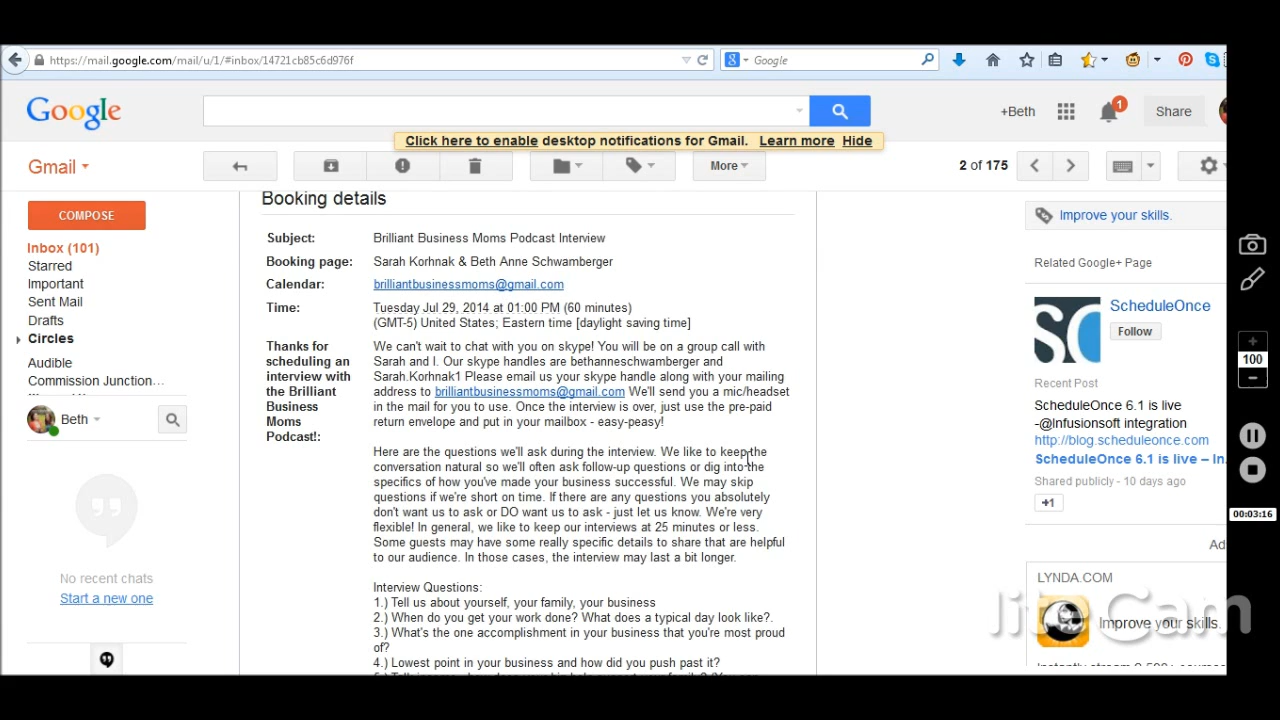 https://mail.google.com/mail/u/1/#inbox/14721cb85c6d976f
Google
Google
+Beth
1
Share
Click here to enable desktop notifications for Gmail. Learn more Hide
Gmail
More
2 of 175
COMPOSE
Inbox (101)
Starred
Important
Sent Mail
Drafts
Circles
Audible
Commission Junction…
Beth
No recent chats
Start a new one
Booking details
Subject: Brilliant Business Moms Podcast Interview
Booking page: Sarah Korhnak & Beth Anne Schwamberger
Calendar: brilliantbusinessmoms@gmail.com
Time: Tuesday Jul 29, 2014 at 01:00 PM (60 minutes)
(GMT-5) United States; Eastern time [daylight saving time]
Thanks for
scheduling an
interview with
the Brilliant
Business
Moms
Podcast!:
We can't wait to chat with you on skype! You will be on a group call with
Sarah and I. Our skype handles are bethanneschwamberger and
Sarah.Korhnak1 Please email us your skype handle along with your mailing
address to brilliantbusinessmoms@gmail.com We'll send you a mic/headset
in the mail for you to use. Once the interview is over, just use the pre-paid
return envelope and put in your mailbox - easy-peasy!
Here are the questions we'll ask during the interview. We like to keep the
conversation natural so we'll often ask follow-up questions or dig into the
specifics of how you've made your business successful. We may skip
questions if we're short on time. If there are any questions you absolutely
don't want us to ask or DO want us to ask - just let us know. We're very
flexible! In general, we like to keep our interviews at 25 minutes or less.
Some guests may have some really specific details to share that are helpful
to our audience. In those cases, the interview may last a bit longer.
Interview Questions:
1.) Tell us about yourself, your family, your business
2.) When do you get your work done? What does a typical day look like?.
3.) What's the one accomplishment in your business that you're most proud
of?
4.) Lowest point in your business and how did you push past it?
Improve your skills.
Related Google+ Page
SC
ScheduleOnce
Follow
Recent Post
ScheduleOnce 6.1 is live
-@Infusionsoft integration
http://blog.scheduleonce.com
ScheduleOnce 6.1 is live – In.
Shared publicly - 10 days ago
+1
Ad
LYNDA.COM
Improve your skills.
lite Cam
100
00:03:16